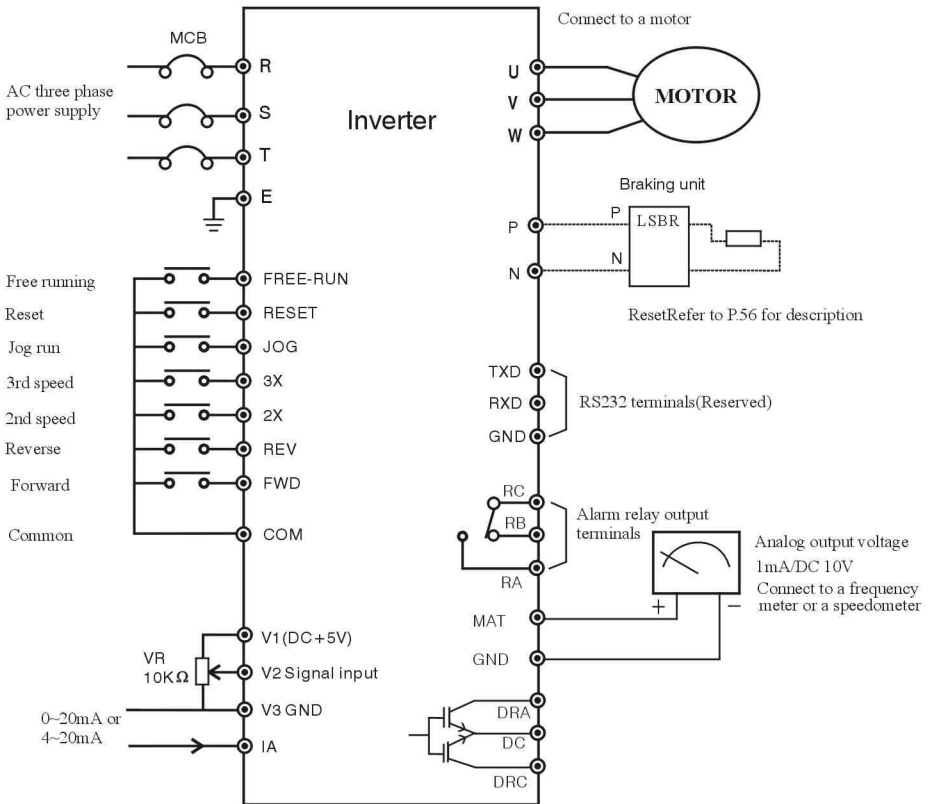 Connect to a motor
MCB
R
AC three phase
power supply
S
T
E
Inverter
U
V
W
MOTOR
Braking unit
P
P
LSBR
N
N
ResetRefer to P.56 for description
Free running
FREE-RUN
Reset
RESET
Jog run
JOG
3rd speed
3X
2nd speed
2X
Reverse
REV
Forward
FWD
Common
COM
TXD
RXD
GND
RS232 terminals(Reserved)
RC
RB
RA
Alarm relay output
terminals
Analog output voltage
1mA/DC 10V
Connect to a frequency
meter or a speedometer
+
−
MAT
GND
V1(DC+5V)
VR
10KΩ
V2 Signal input
V3 GND
0~20mA or
4~20mA
IA
DRA
DC
DRC